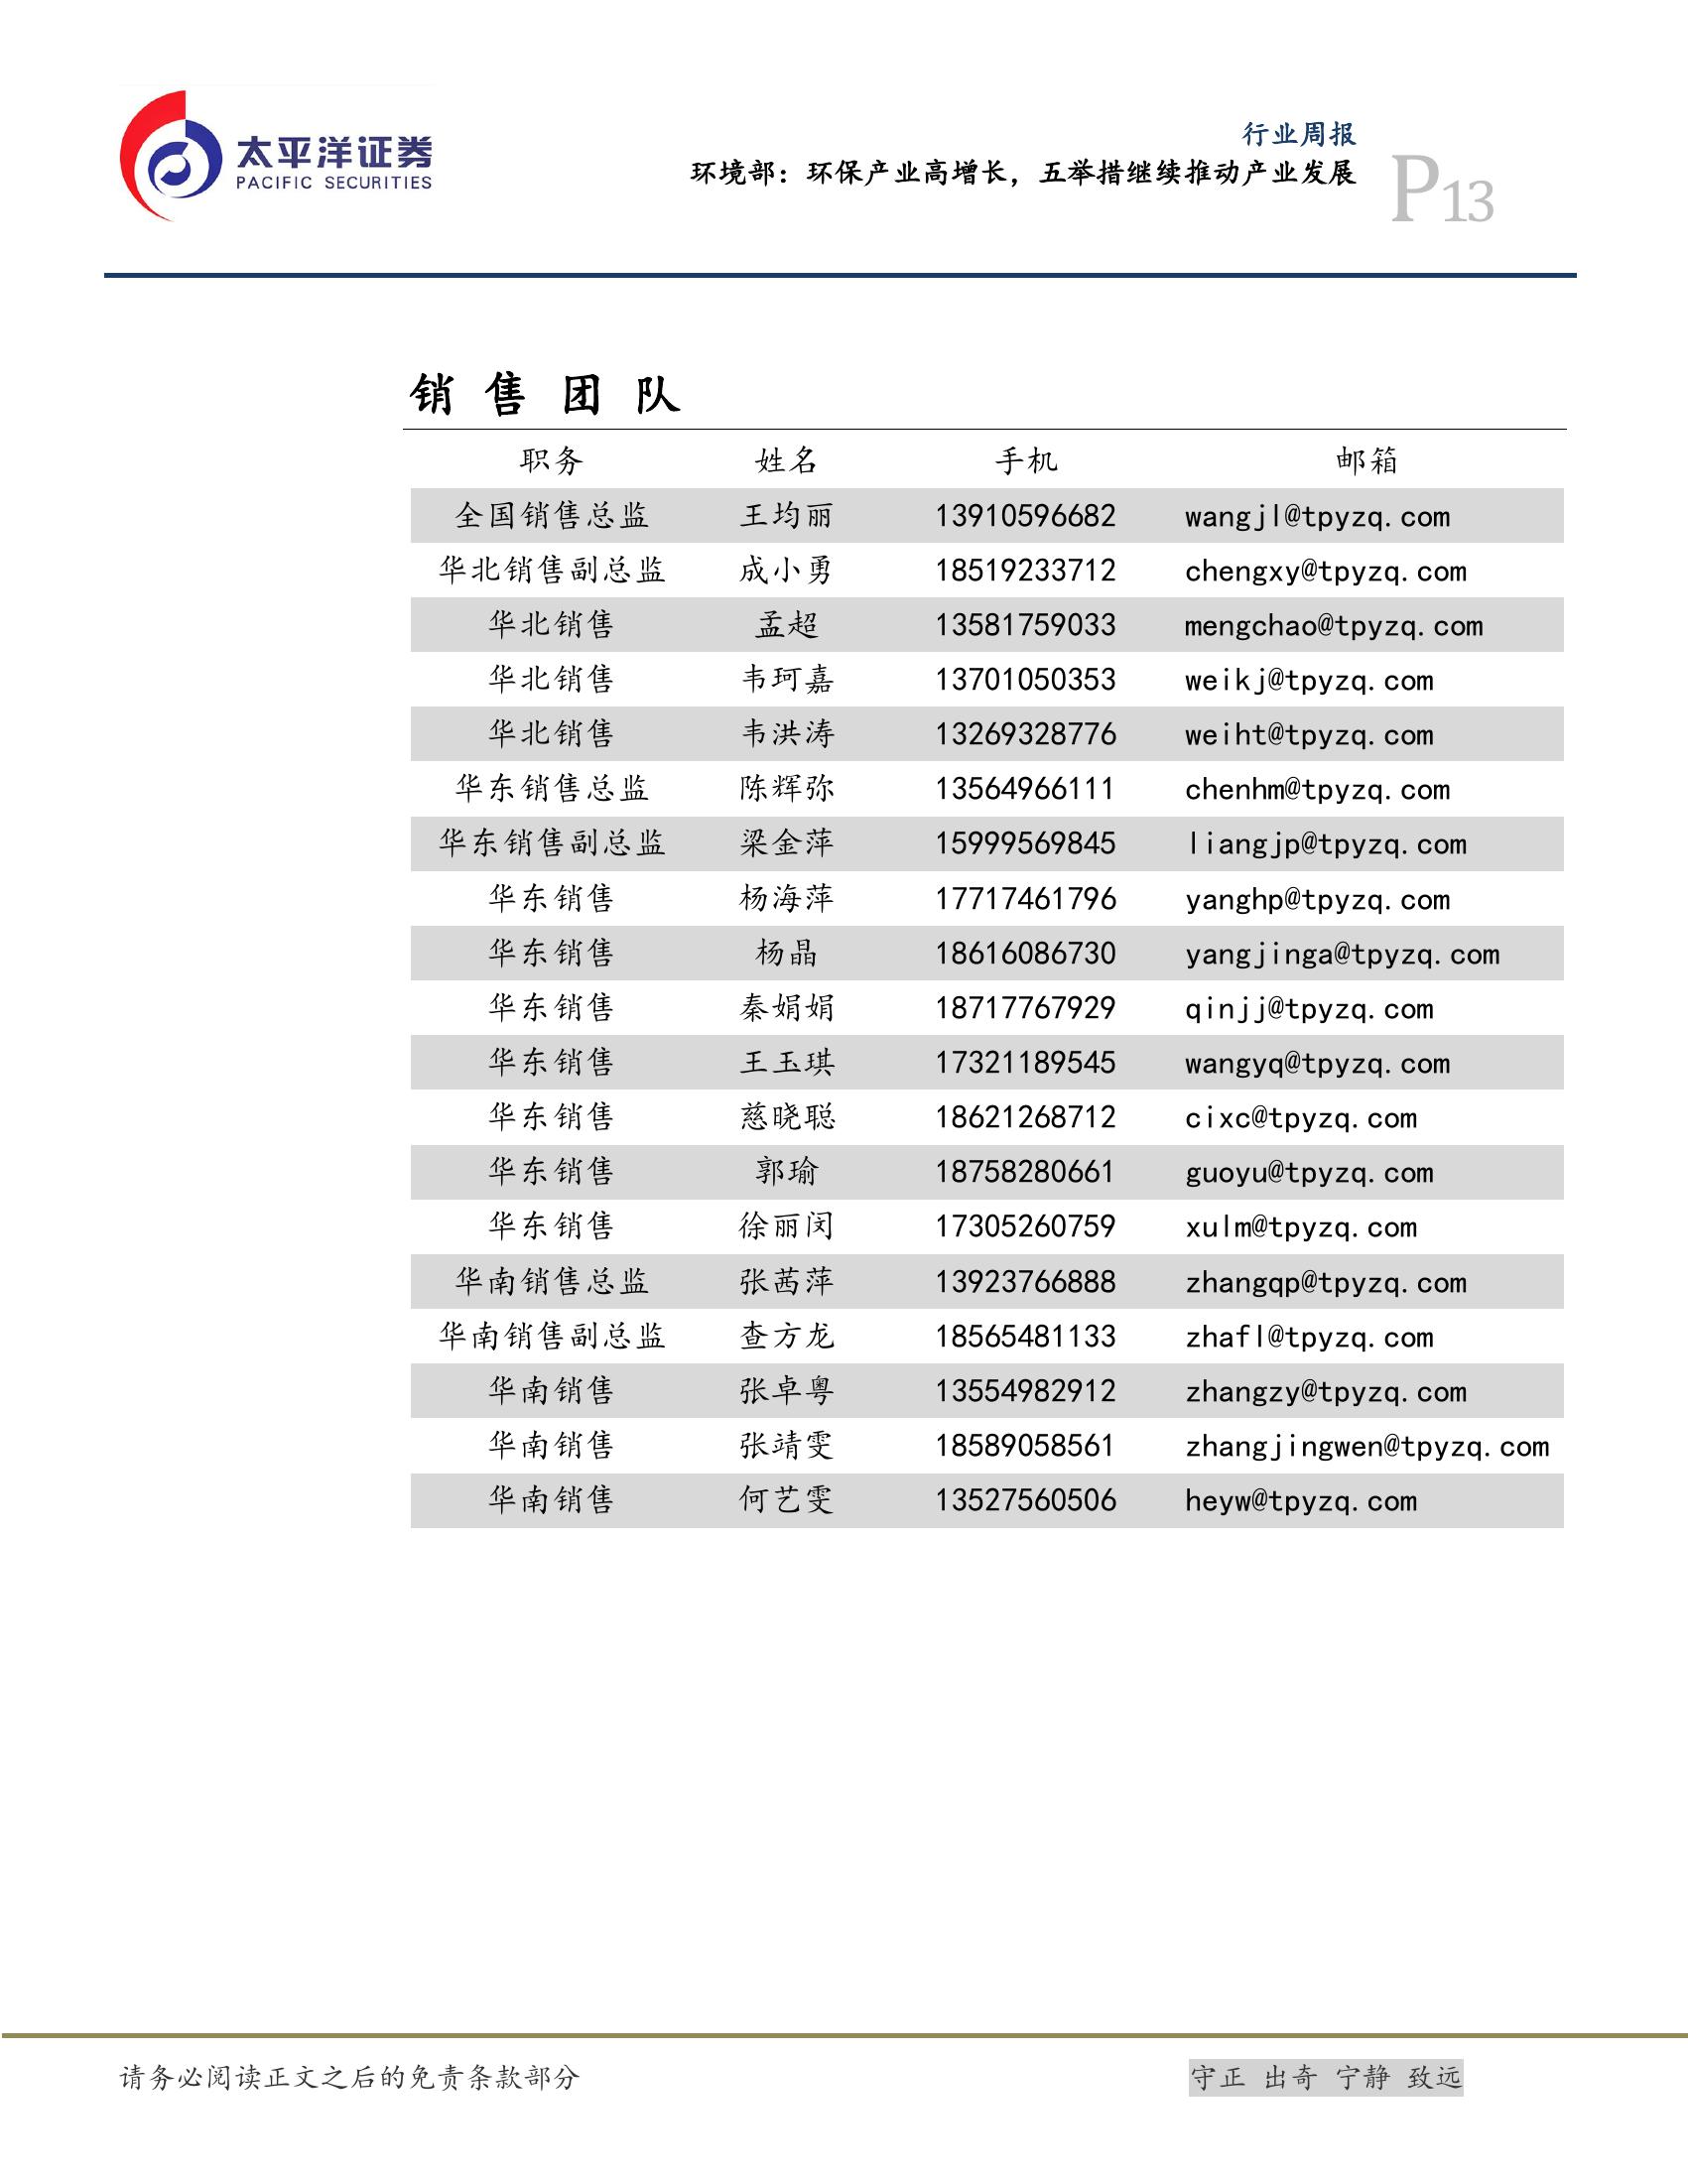 太平洋证券
PACIFIC SECURITIES
行业周报
环境部：环保产业高增长，五举措继续推动产业发展
P13
销 售 团 队
职务 姓名 手机 邮箱
全国销售总监 王均丽 13910596682 wangjl@tpyzq.com
华北销售副总监 成小勇 18519233712 chengxy@tpyzq.com
华北销售 孟超 13581759033 mengchao@tpyzq.com
华北销售 韦珂嘉 13701050353 weikj@tpyzq.com
华北销售 韦洪涛 13269328776 weiht@tpyzq.com
华东销售总监 陈辉弥 13564966111 chenhm@tpyzq.com
华东销售副总监 梁金萍 15999569845 liangjp@tpyzq.com
华东销售 杨海萍 17717461796 yanghp@tpyzq.com
华东销售 杨晶 18616086730 yangjinga@tpyzq.com
华东销售 秦娟娟 18717767929 qinjj@tpyzq.com
华东销售 王玉琪 17321189545 wangyq@tpyzq.com
华东销售 慈晓聪 18621268712 cixc@tpyzq.com
华东销售 郭瑜 18758280661 guoyu@tpyzq.com
华东销售 徐丽闵 17305260759 xulm@tpyzq.com
华南销售总监 张茜萍 13923766888 zhangqp@tpyzq.com
华南销售副总监 查方龙 18565481133 zhafl@tpyzq.com
华南销售 张卓粤 13554982912 zhangzy@tpyzq.com
华南销售 张靖雯 18589058561 zhangjingwen@tpyzq.com
华南销售 何艺雯 13527560506 heyw@tpyzq.com
请务必阅读正文之后的免责条款部分
守正 出奇 宁静 致远